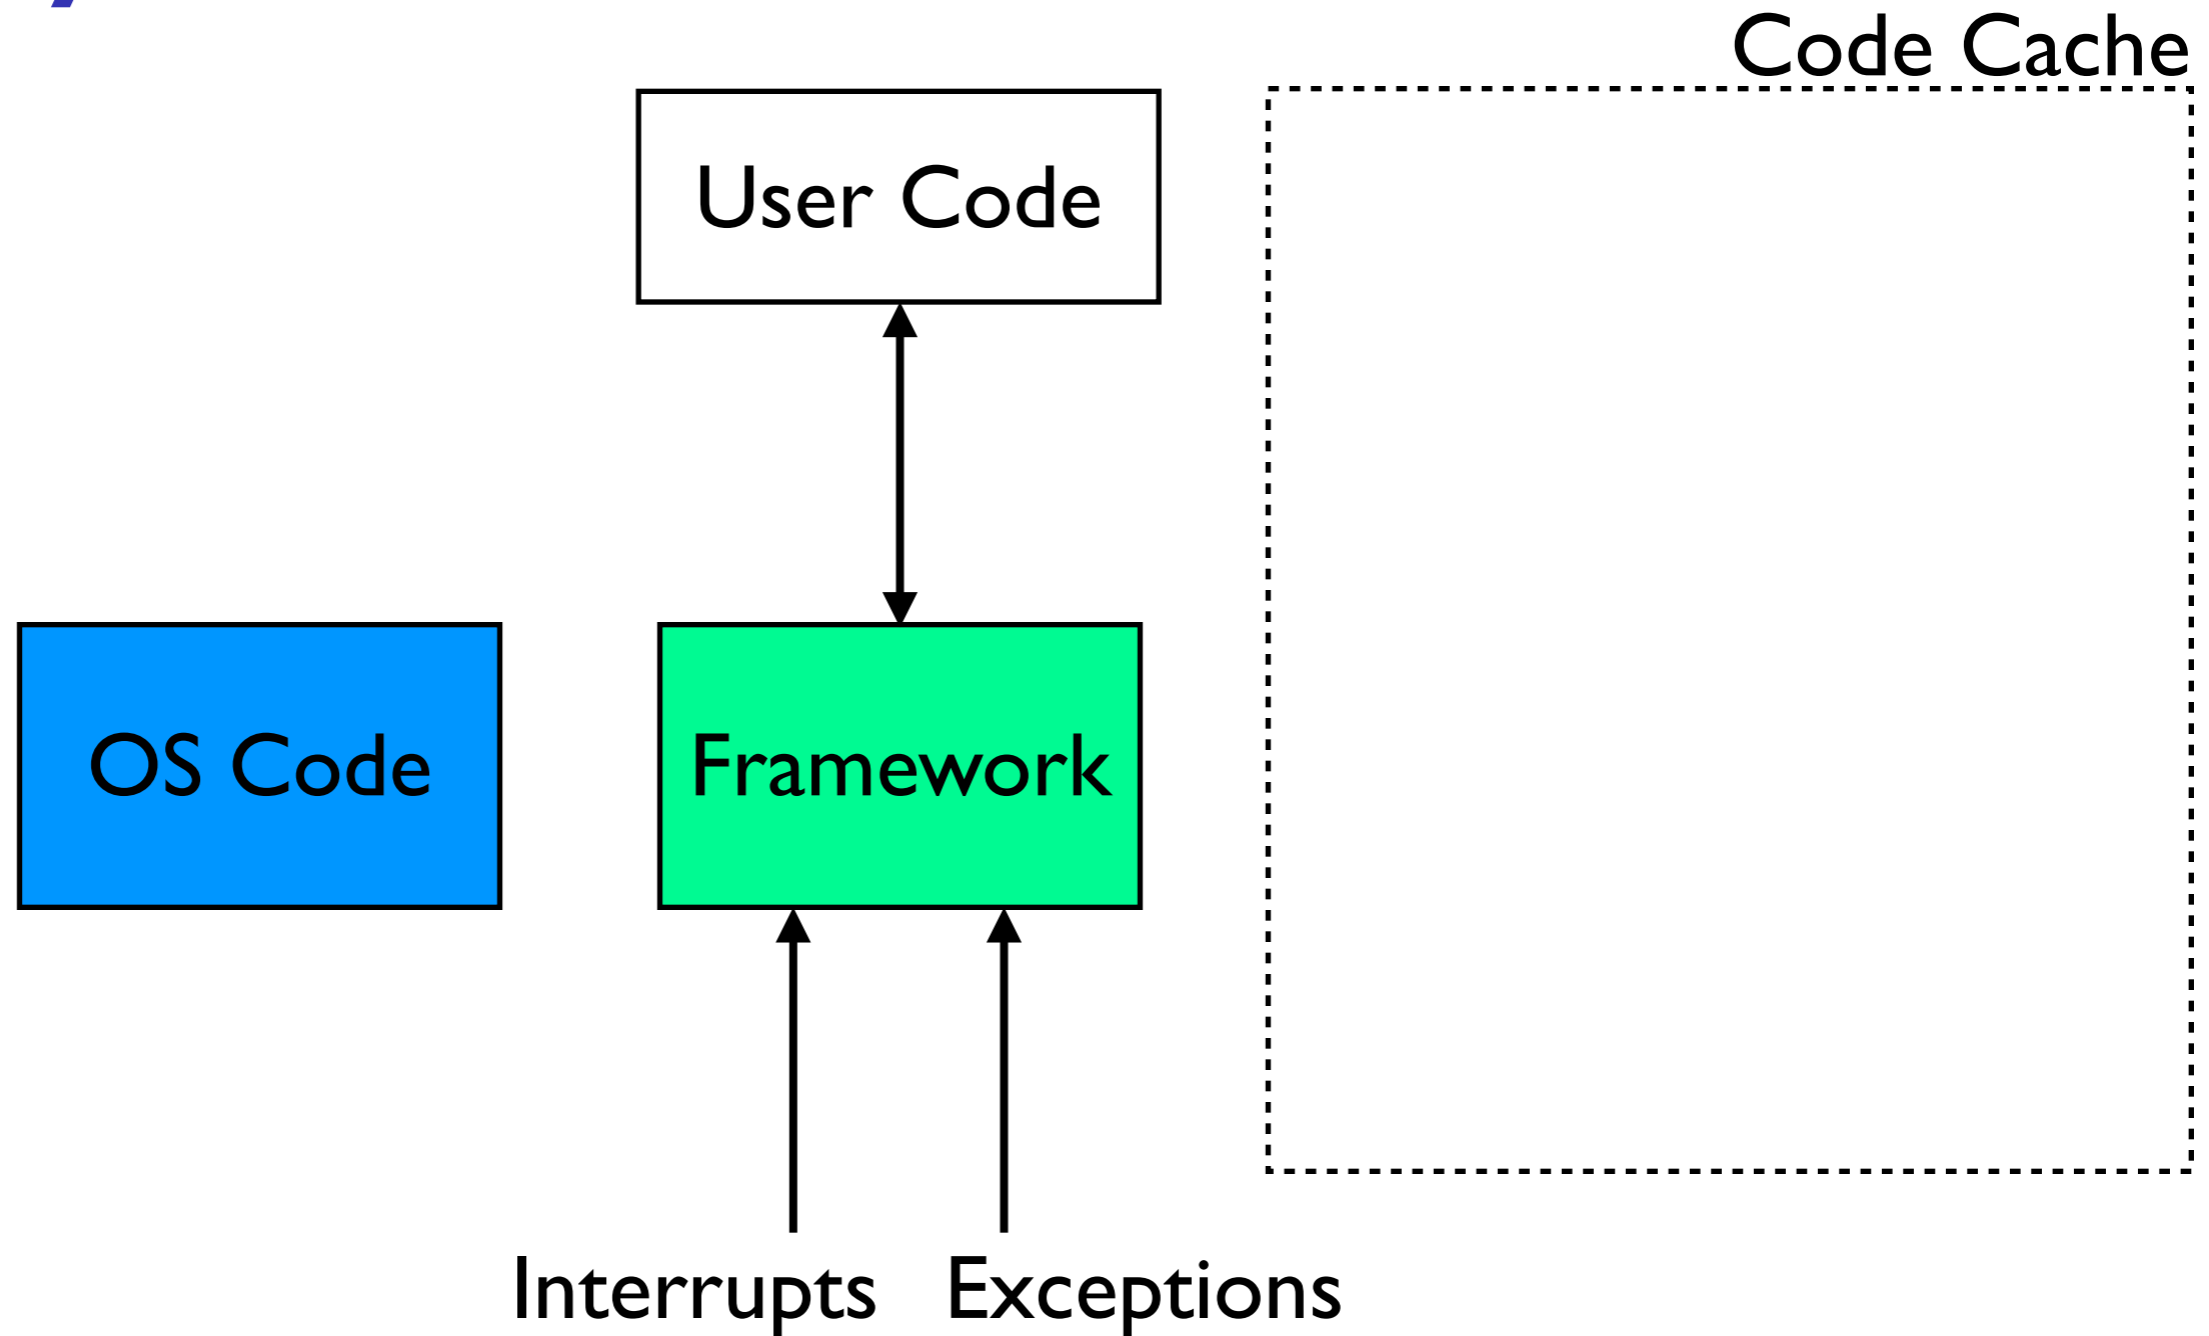 Code Cache
User Code
OS Code
Framework
Interrupts
Exceptions